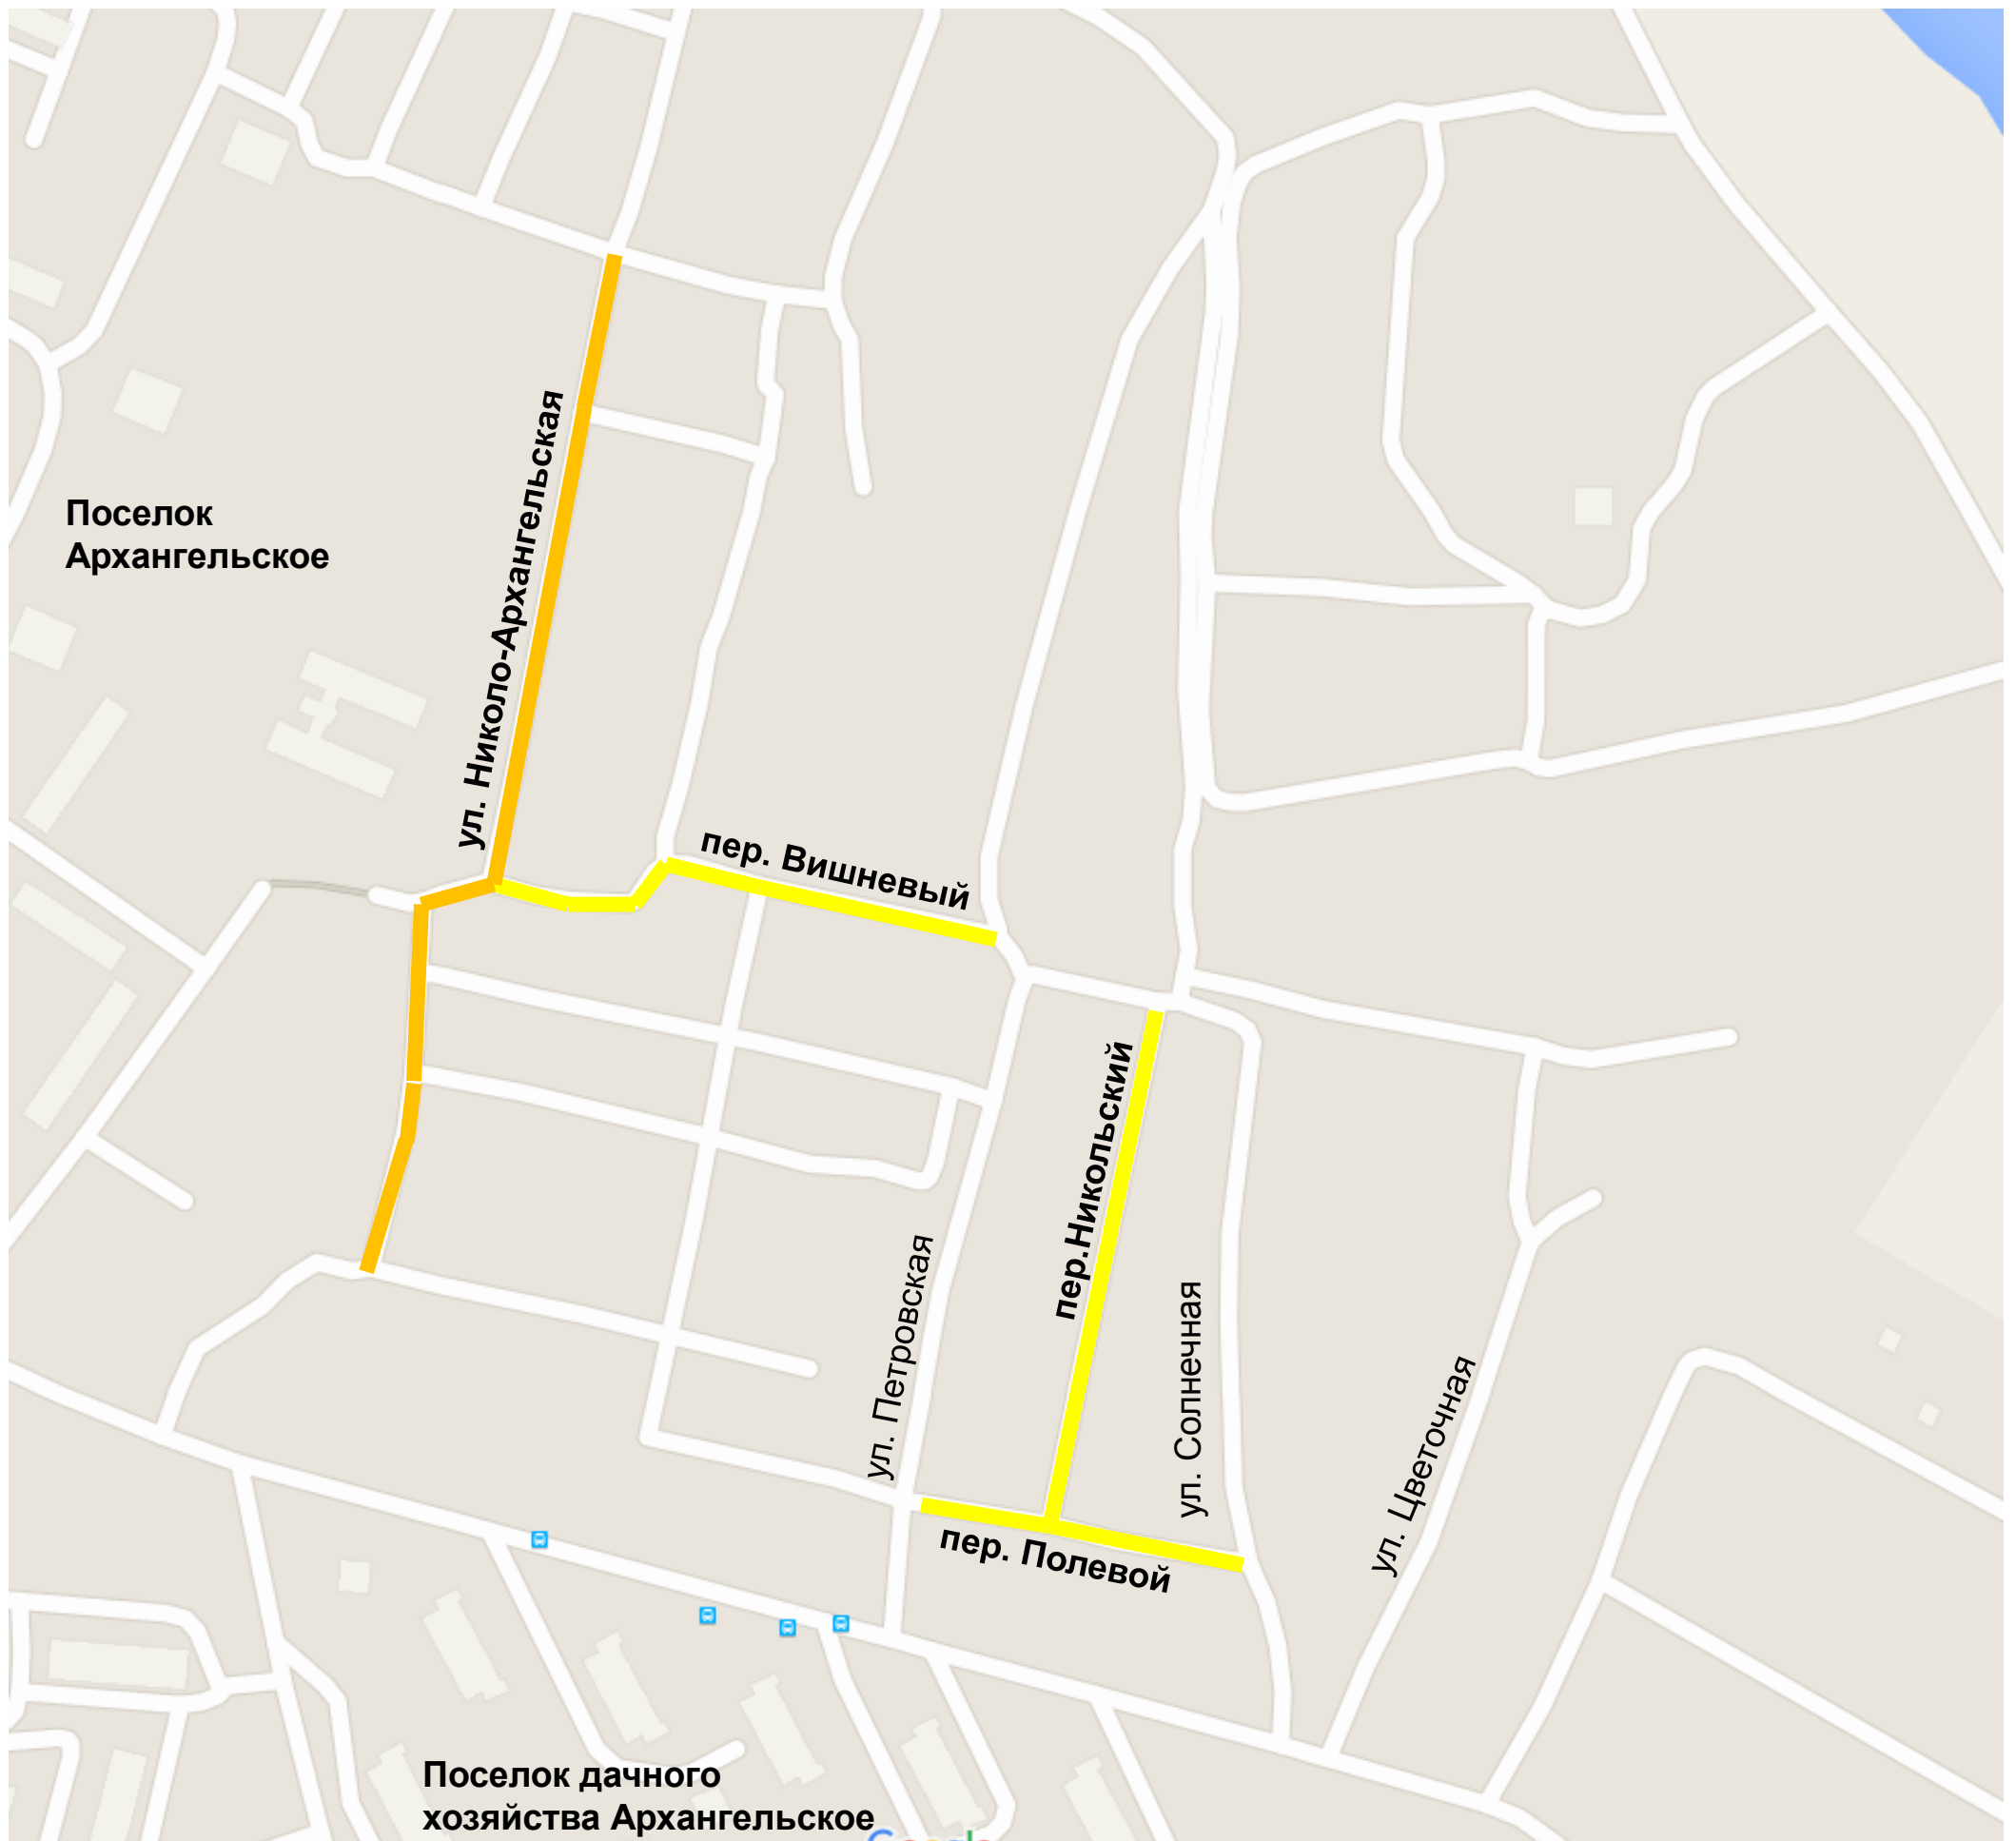 ул. Николо-Архангельская
Поселок
Архангельское
пер. Вишневый
пер.Никольский
ул. Петровская
ул. Солнечная
ул. Цветочная
пер. Полевой
Поселок дачного
хозяйства Архангельское